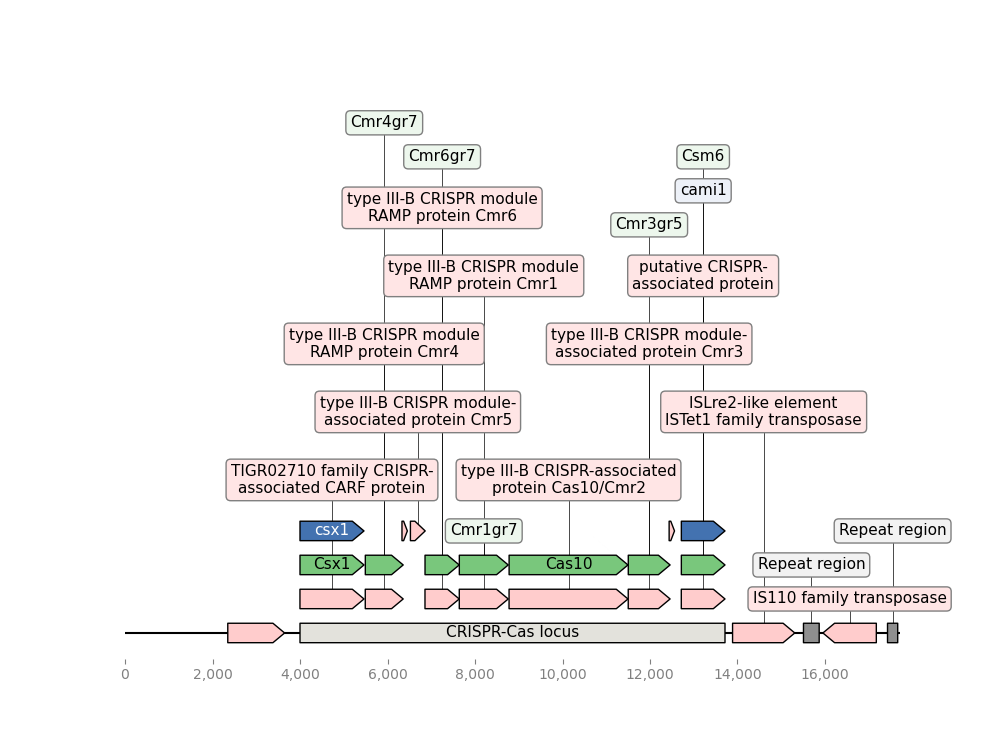 Cmr4gr7
Cmr6gr7
Csm6
cami1
type III-B CRISPR module
RAMP protein Cmr6
Cmr3gr5
type III-B CRISPR module
RAMP protein Cmr1
putative CRISPR-
associated protein
type III-B CRISPR module
RAMP protein Cmr4
type III-B CRISPR module-
associated protein Cmr3
type III-B CRISPR module-
associated protein Cmr5
ISLre2-like element
ISTet1 family transposase
TIGR02710 family CRISPR-
associated CARF protein
type III-B CRISPR-associated
protein Cas10/Cmr2
csx1
Cmr1gr7
Repeat region
Csx1
Cas10
Repeat region
IS110 family transposase
CRISPR-Cas locus
0 2,000 4,000 6,000 8,000 10,000 12,000 14,000 16,000